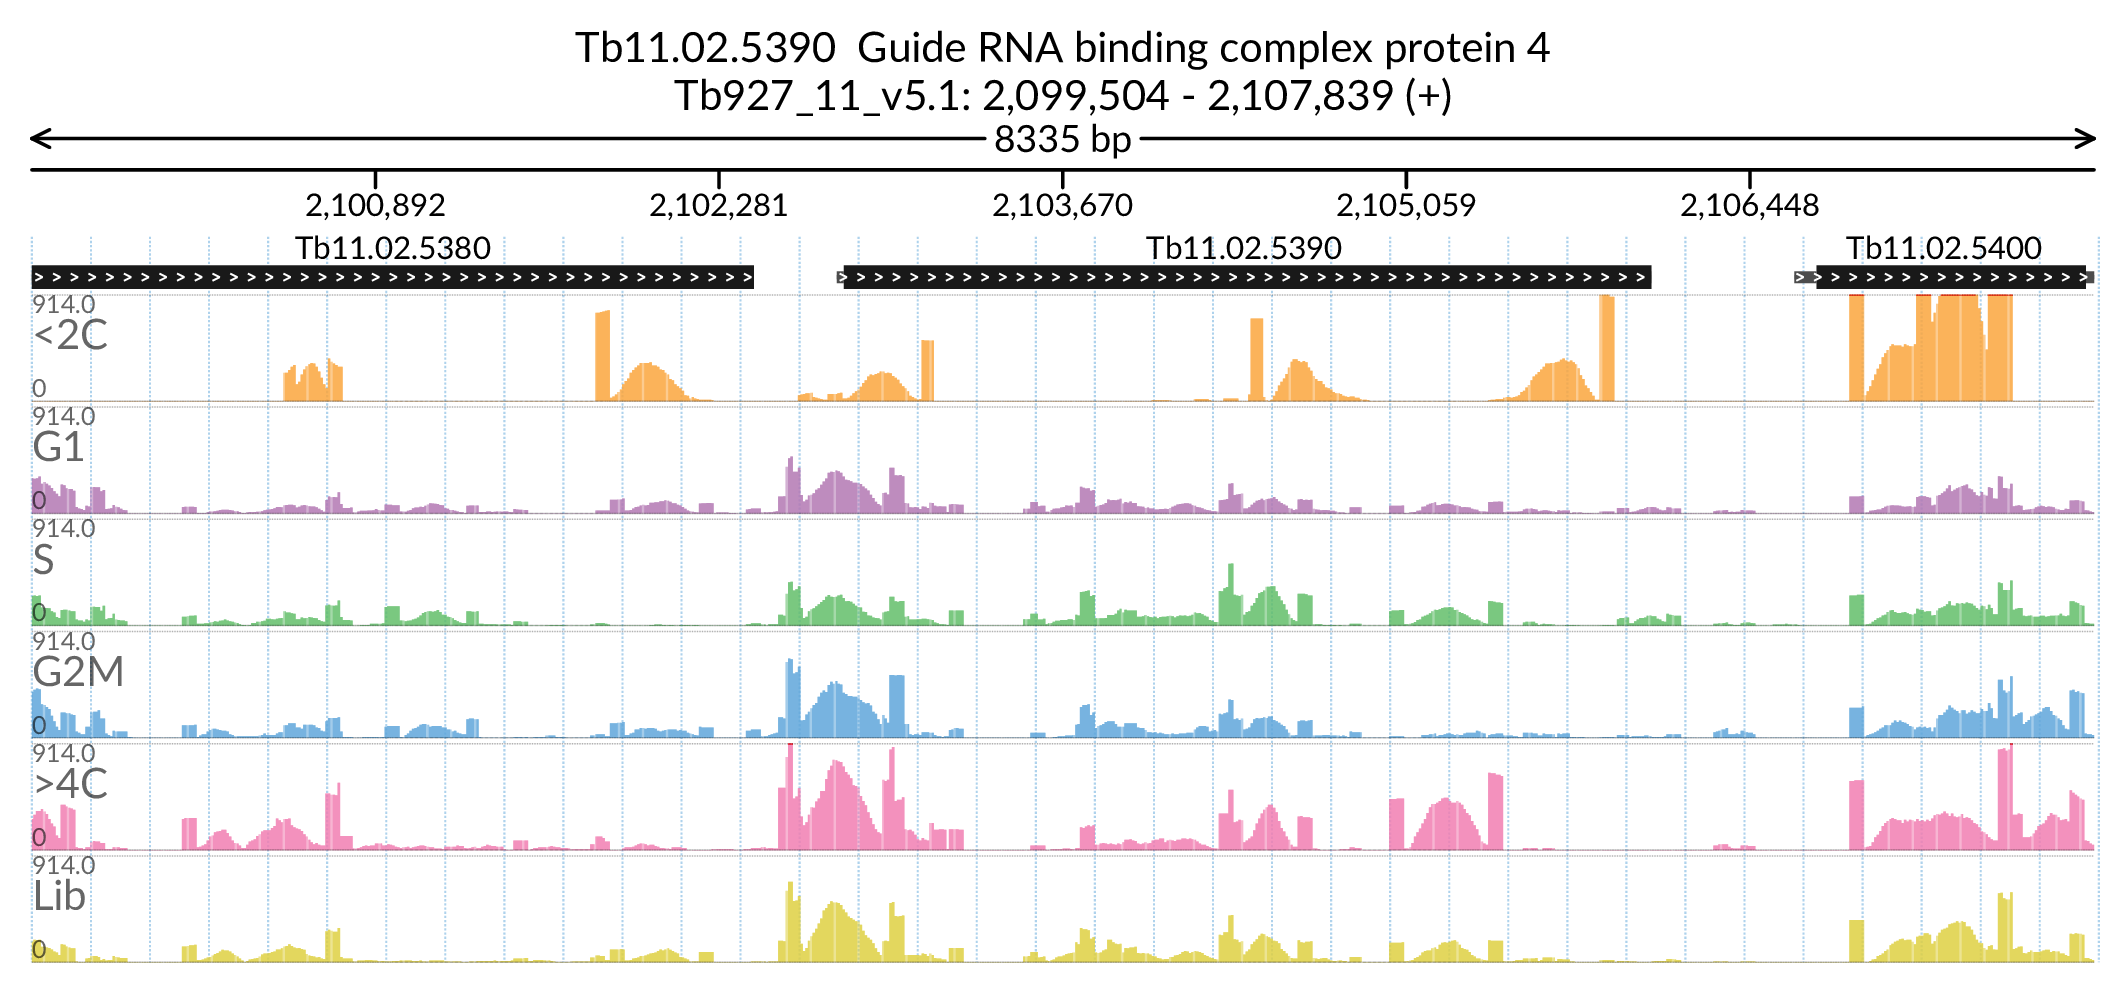 Tb11.02.5390 Guide RNA binding complex protein 4
Tb927_11_v5.1: 2,099,504 - 2,107,839 (+)
8335 bp
2,100,892 2,102,281 2,103,670 2,105,059 2,106,448
Tb11.02.5380 Tb11.02.5390 Tb11.02.5400
914.0
<2C
0
914.0
G1
0
914.0
S
0
914.0
G2M
0
914.0
>4C
0
914.0
Lib
0